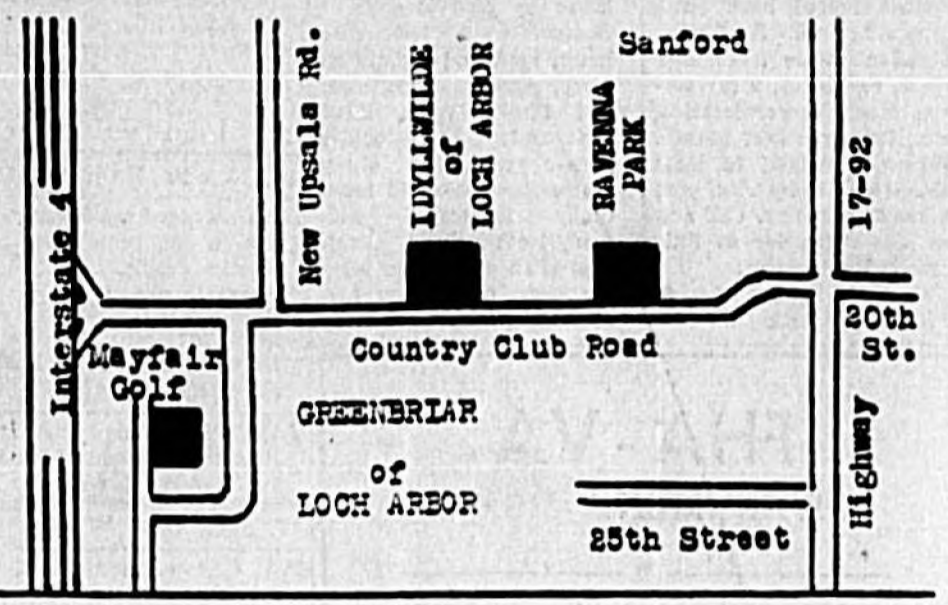 Sanford
New Upsala Rd.
IDYLLWILDE
of
LOCH ARBOR
RAVENNA
PARK
17-92
Interstate 4
20th
St.
Mayfair
Golf
Country Club Road
GREENBRIAR
of
LOCH ARBOR
Highway
25th Street